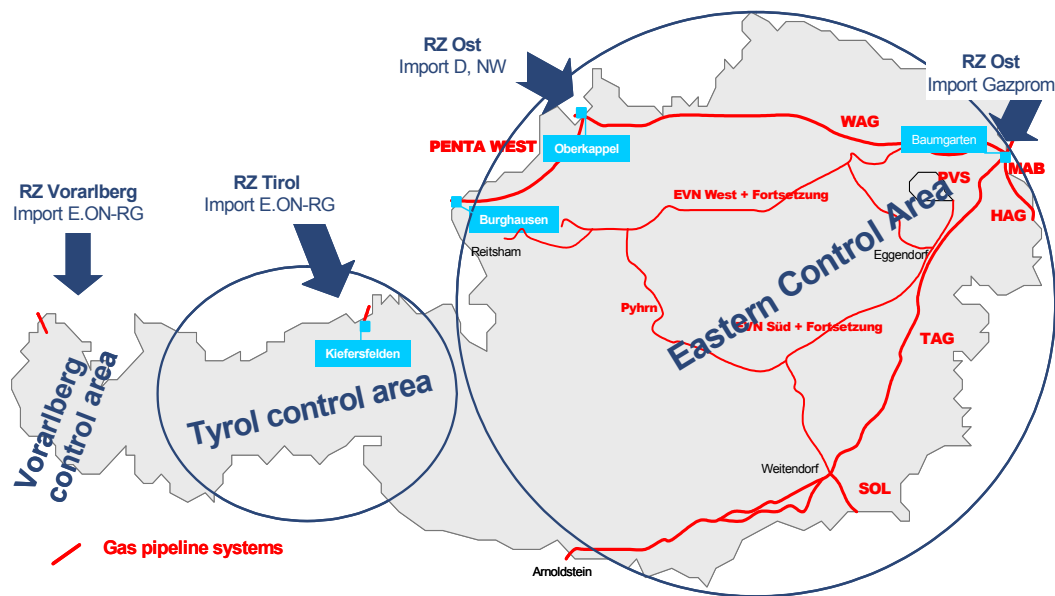 RZ Ost
Import D, NW
RZ Ost
Import Gazprom
WAG
Baumgarten
PENTA WEST
Oberkappel
MAB
PVS
RZ Vorarlberg
Import E.ON-RG
RZ Tirol
Import E.ON-RG
EVN West + Fortsetzung
HAG
Burghausen
Reitsham
Eggendorf
Eastern Control Area
Pyhrn
EVN Süd + Fortsetzung
TAG
Kiefersfelden
Vorarlberg
control area
Tyrol control area
Weitendorf
SOL
Gas pipeline systems
Arnoldstein